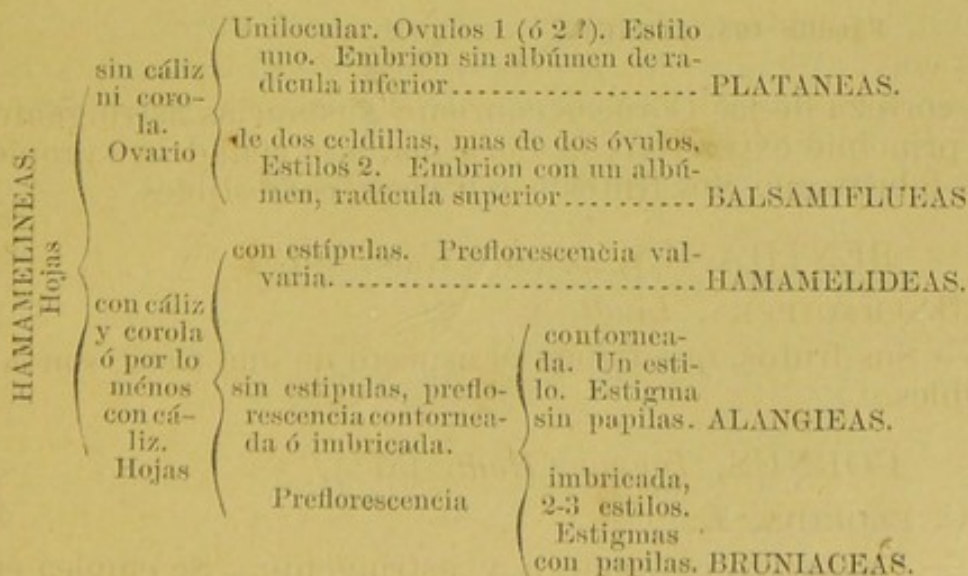 HAMAMELINEAS.
Hojas
sin cáliz
ni coro-
la.
Ovario
Unilocular. Ovulos 1 (ó 2 ?). Estilo
uno. Embrion sin albúmen de ra-
dícula inferior.................. PLATANEAS.
de dos celdillas, mas de dos óvulos,
Estilos 2. Embrion con un albú-
men, radícula superior.......... BALSAMIFLUEAS
con cáliz
y corola
ó por lo
ménos
con cá-
liz.
Hojas
con estípulas. Preflorescencia val-
varia. ........................... HAMAMELIDEAS.
sin estipulas, preflo-
rescencia contornea-
da ó imbricada.
Preflorescencia
contornea-
da. Un esti-
lo. Estigma
sin papilas. ALANGIEAS.
imbricada,
2-3 estilos.
Estigmas
con papilas. BRUNIACEAS.